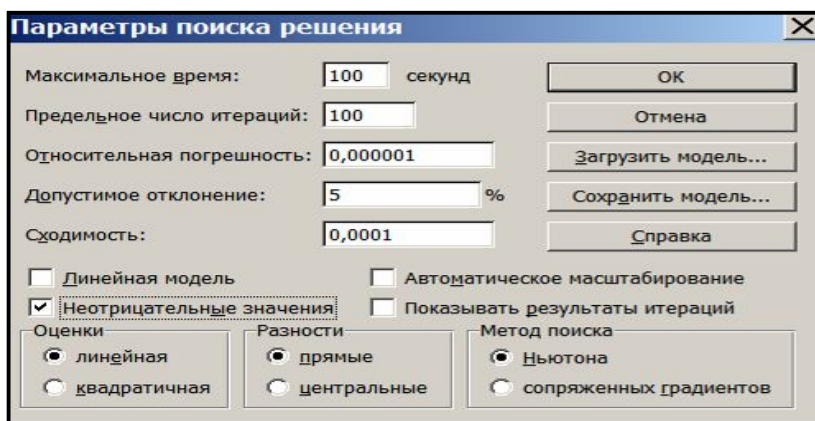 Параметры поиска решения
Максимальное время: 100 секунд ОК
Предельное число итераций: 100 Отмена
Относительная погрешность: 0,000001 Загрузить модель...
Допустимое отклонение: 5 % Сохранить модель...
Сходимость: 0,0001 Справка
Линейная модель Автоматическое масштабирование
Неотрицательные значения Показывать результаты итераций
Оценки Разности Метод поиска
линейная прямые Ньютона
квадратичная центральные сопряженных градиентов